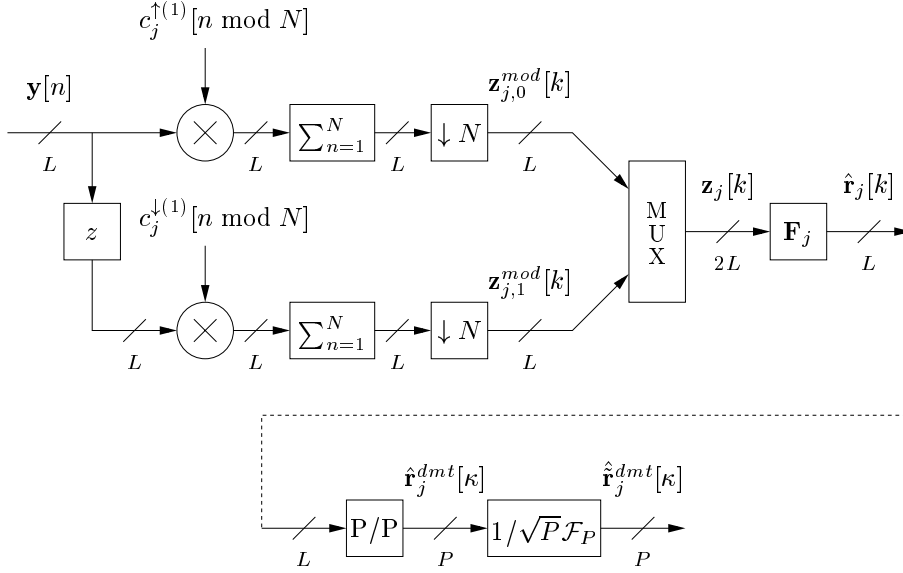 c_j^{↑(1)}[n mod N]
y[n]
z_{j,0}^{mod}[k]
× ∑_{n=1}^{N} ↓ N
L L L L L
c_j^{↓(1)}[n mod N]
z
M
U
X
z_j[k] F_j r̂_j[k]
2L L
z_{j,1}^{mod}[k]
× ∑_{n=1}^{N} ↓ N
L L L L
r̂_j^{dmt}[κ] r̃̂_j^{dmt}[κ]
P/P 1/√P ℱ_P
L P P